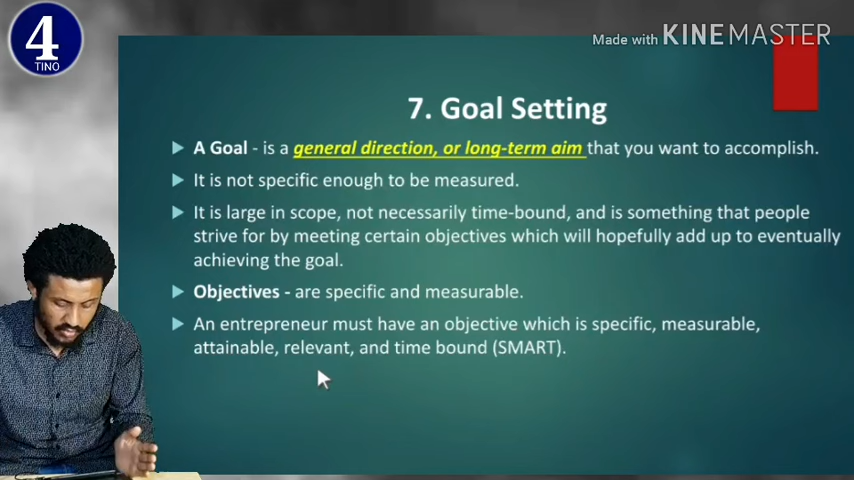 4
TINO
Made with KINEMASTER
7. Goal Setting
A Goal - is a general direction, or long-term aim that you want to accomplish.
It is not specific enough to be measured.
It is large in scope, not necessarily time-bound, and is something that people
strive for by meeting certain objectives which will hopefully add up to eventually
achieving the goal.
Objectives - are specific and measurable.
An entrepreneur must have an objective which is specific, measurable,
attainable, relevant, and time bound (SMART).